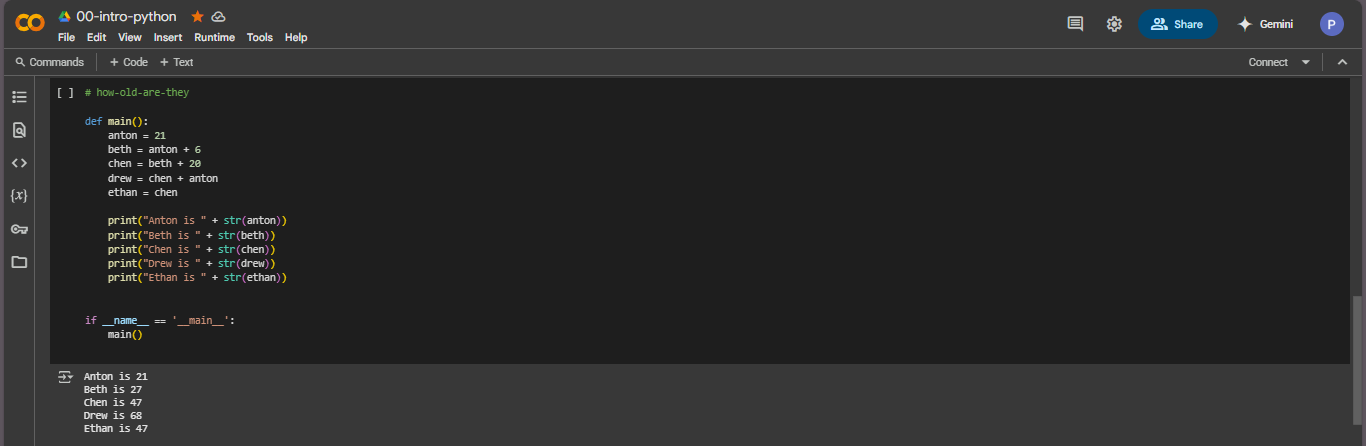 00-intro-python
File Edit View Insert Runtime Tools Help
Share
Gemini
P
Commands + Code + Text
Connect
[ ] # how-old-are-they
def main():
    anton = 21
    beth = anton + 6
    chen = beth + 20
    drew = chen + anton
    ethan = chen
    print("Anton is " + str(anton))
    print("Beth is " + str(beth))
    print("Chen is " + str(chen))
    print("Drew is " + str(drew))
    print("Ethan is " + str(ethan))
if __name__ == '__main__':
    main()
Anton is 21
Beth is 27
Chen is 47
Drew is 68
Ethan is 47